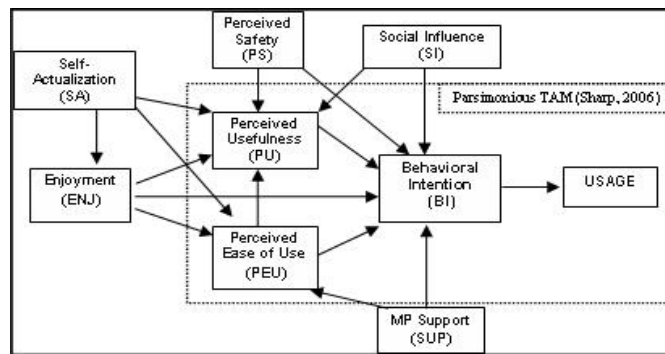 Perceived
Safety
(PS)
Social Influence
(SI)
Self-
Actualization
(SA)
Parsimonious TAM (Sharp, 2006)
Perceived
Usefulness
(PU)
Enjoyment
(ENJ)
Behavioral
Intention
(BI)
USAGE
Perceived
Ease of Use
(PEU)
MP Support
(SUP)